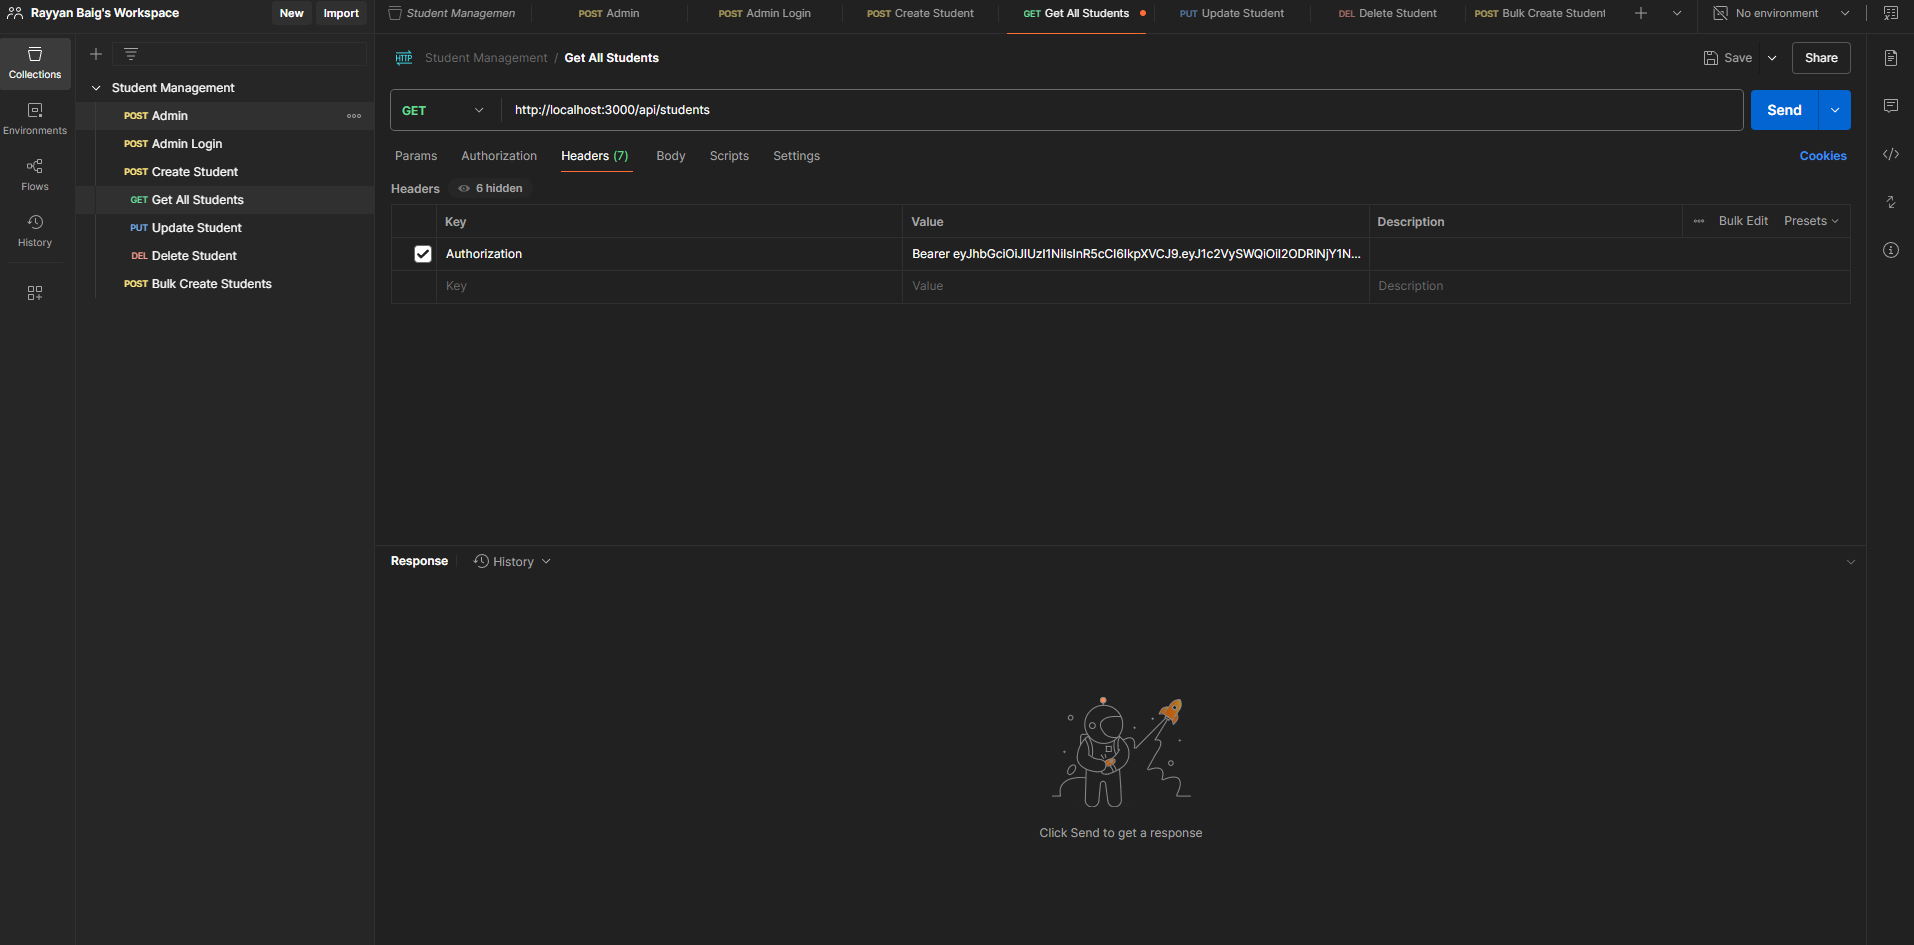 Rayyan Baig's Workspace
New
Import
Student Managemen
POST Admin
POST Admin Login
POST Create Student
GET Get All Students
PUT Update Student
DEL Delete Student
POST Bulk Create Student
No environment
Collections
Environments
Flows
History
Student Management
POST Admin
POST Admin Login
POST Create Student
GET Get All Students
PUT Update Student
DEL Delete Student
POST Bulk Create Students
HTTP
Student Management / Get All Students
Save
Share
GET
http://localhost:3000/api/students
Send
Params
Authorization
Headers (7)
Body
Scripts
Settings
Cookies
Headers
6 hidden
Key
Value
Description
Bulk Edit
Presets
Authorization
Bearer eyJhbGciOiJIUzI1NiIsInR5cCI6IkpXVCJ9.eyJ1c2VySWQiOiI2ODRlNjY1N...
Key
Value
Description
Response
History
Click Send to get a response